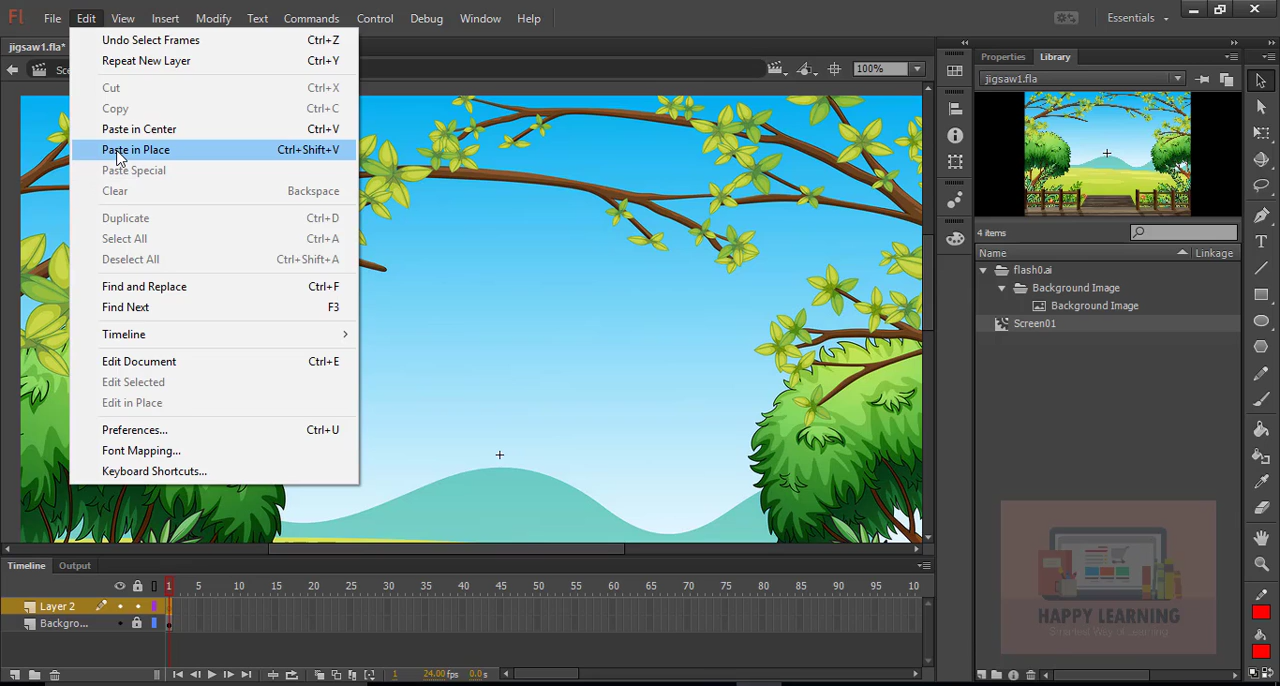 Fl File Edit View Insert Modify Text Commands Control Debug Window Help Essentials
jigsaw1.fla*
Undo Select Frames Ctrl+Z
Repeat New Layer Ctrl+Y
Cut Ctrl+X
Copy Ctrl+C
Paste in Center Ctrl+V
Paste in Place Ctrl+Shift+V
Paste Special
Clear Backspace
Duplicate Ctrl+D
Select All Ctrl+A
Deselect All Ctrl+Shift+A
Find and Replace Ctrl+F
Find Next F3
Timeline
Edit Document Ctrl+E
Edit Selected
Edit in Place
Preferences... Ctrl+U
Font Mapping...
Keyboard Shortcuts...
100%
Properties Library
jigsaw1.fla
4 items
Name Linkage
flash0.ai
Background Image
Background Image
Screen01
HAPPY LEARNING
Smartest Way of Learning
Timeline Output
1 5 10 15 20 25 30 35 40 45 50 55 60 65 70 75 80 85 90 95 10
Layer 2
Backgro...
1 24.00 fps 0.0 s